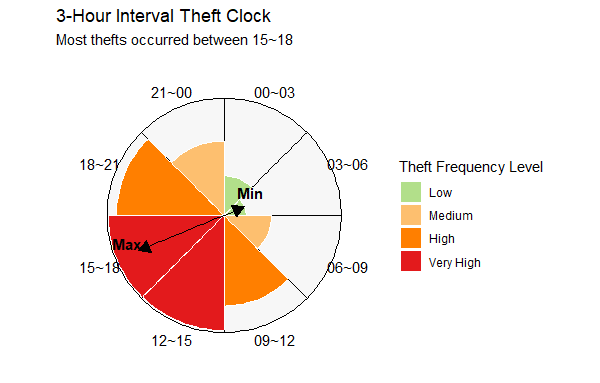 3-Hour Interval Theft Clock
Most thefts occurred between 15~18
21~00
00~03
18~21
03~06
Min
Max
15~18
06~09
12~15
09~12
Theft Frequency Level
Low
Medium
High
Very High